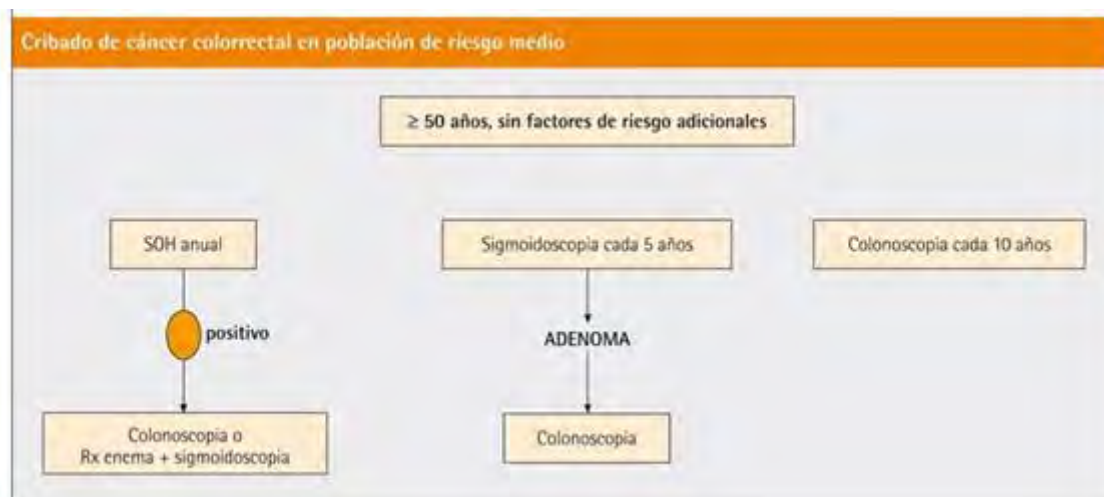 Cribado de cáncer colorrectal en población de riesgo medio
≥ 50 años, sin factores de riesgo adicionales
SOH anual
Sigmoidoscopia cada 5 años
Colonoscopia cada 10 años
positivo
ADENOMA
Colonoscopia o
Rx enema + sigmoidoscopia
Colonoscopia